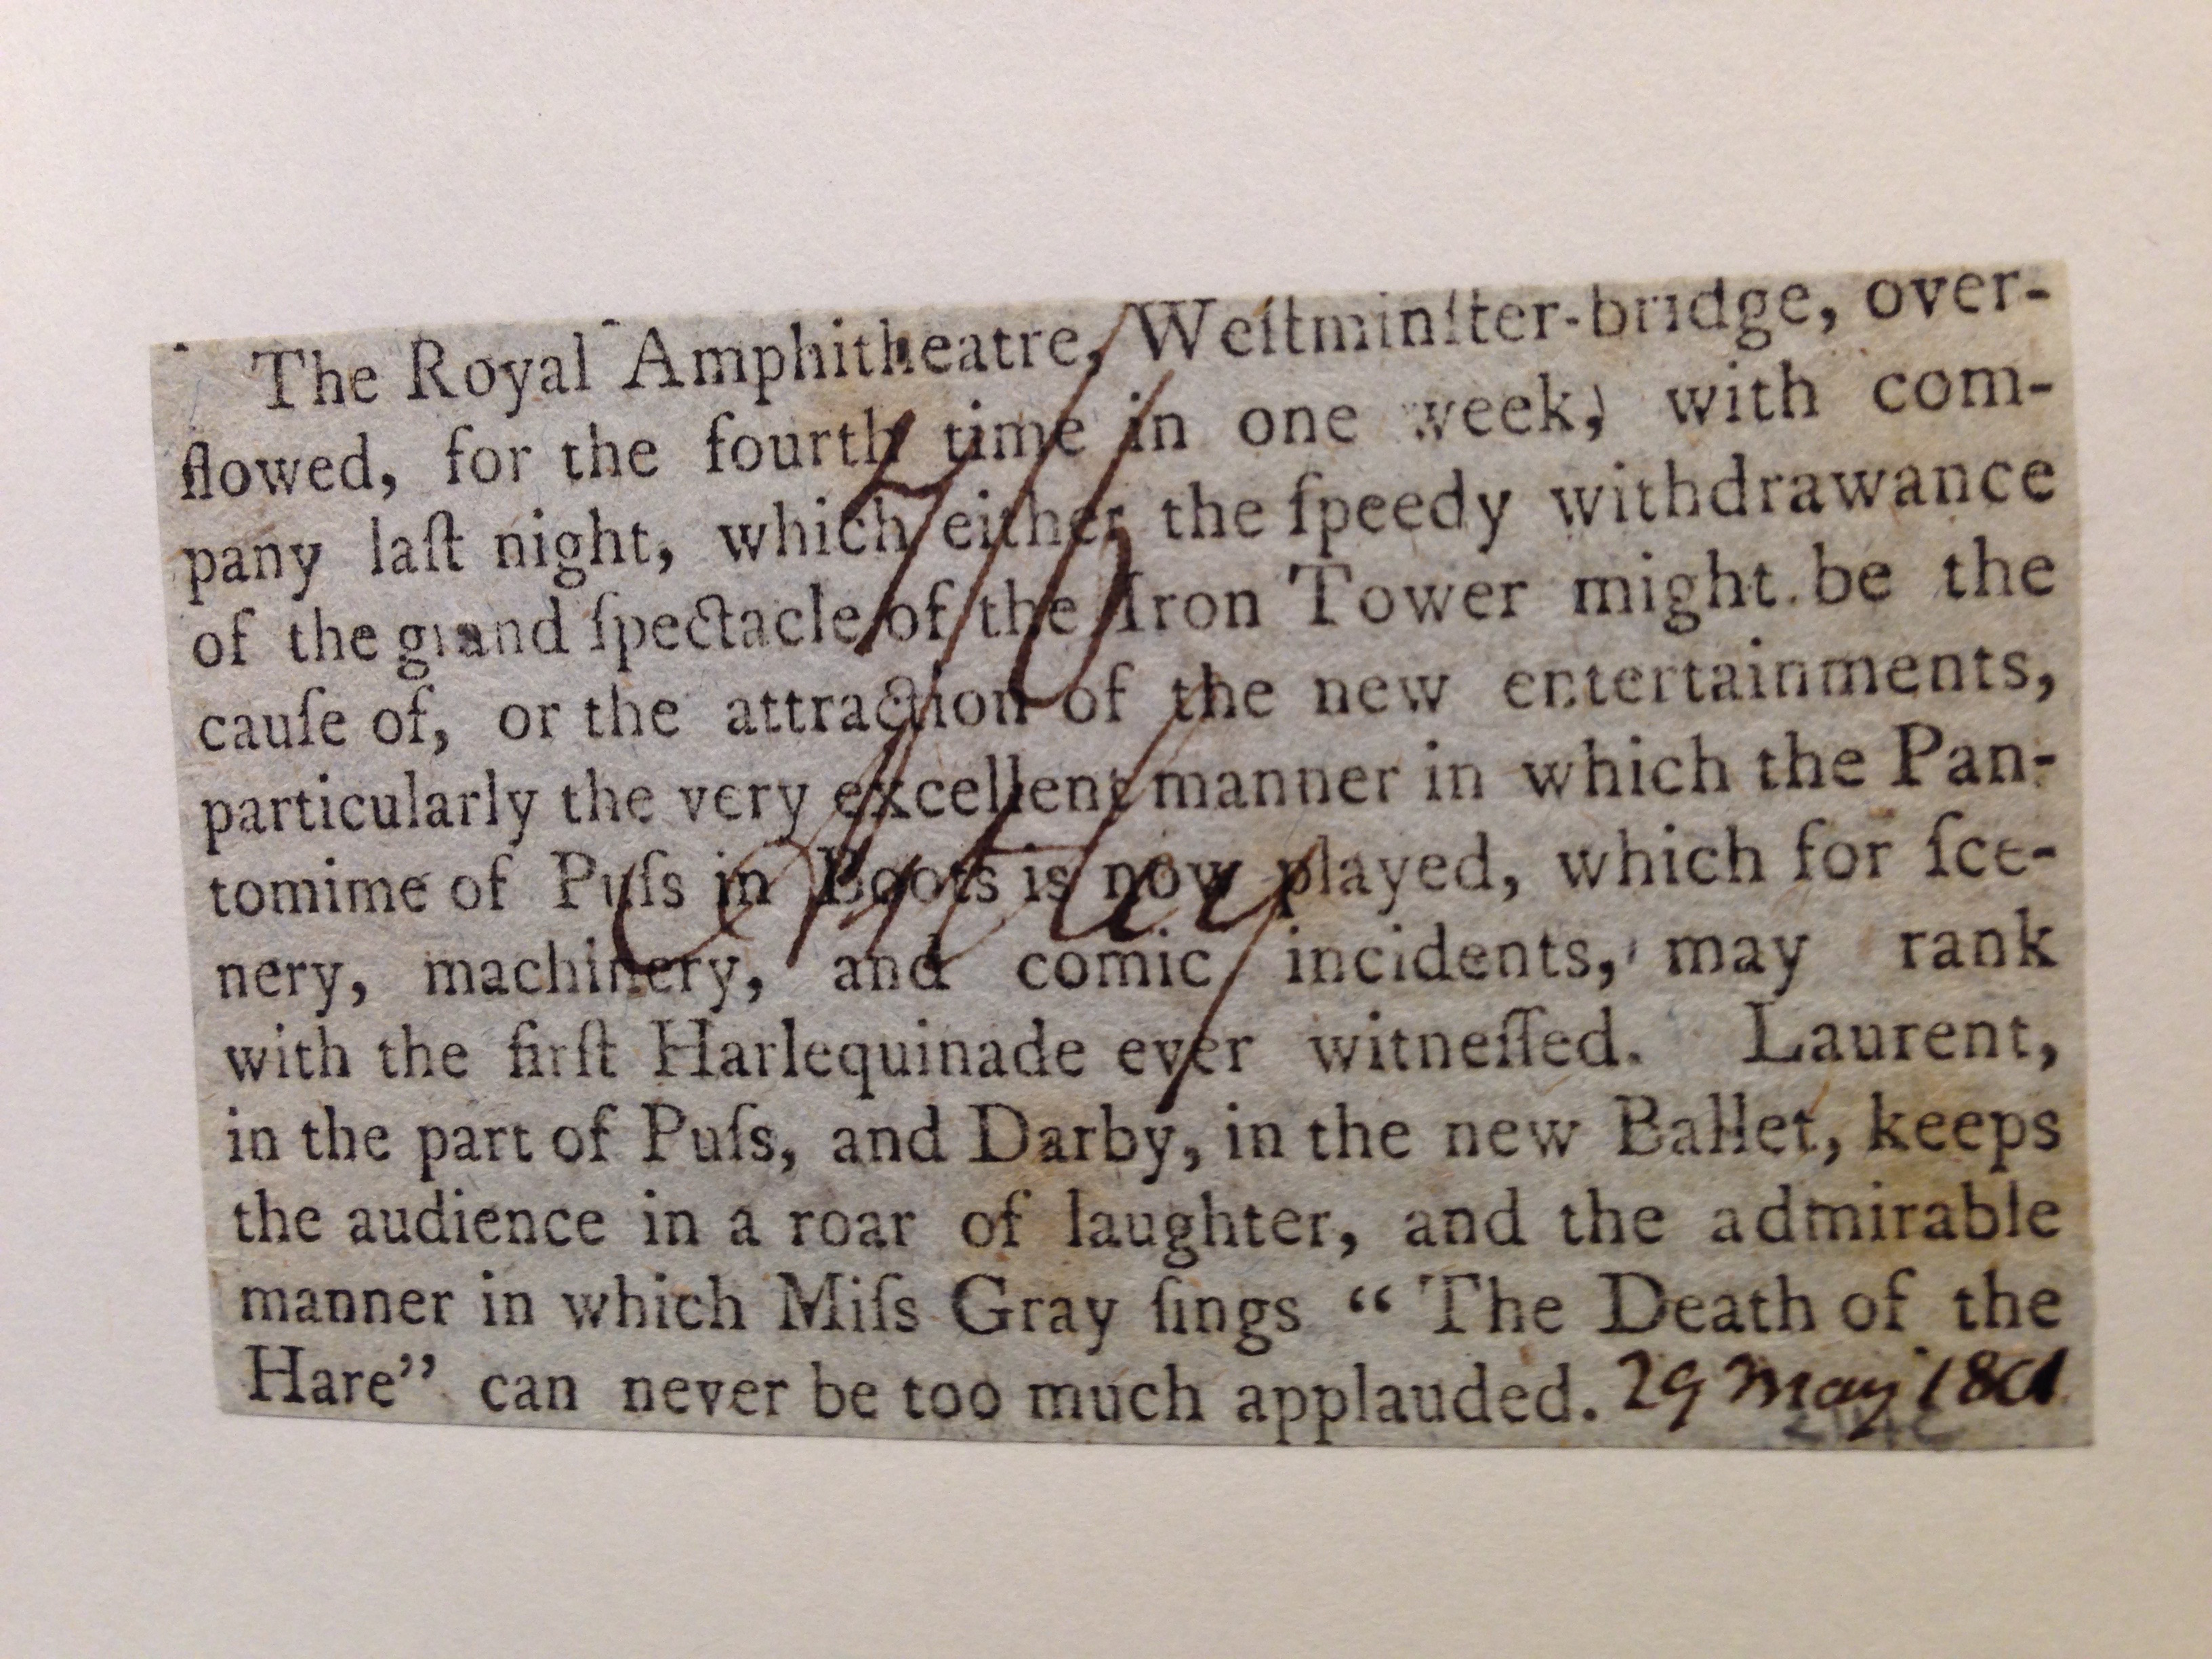 The Royal Amphitheatre, Weſtminſter-bridge, over-
flowed, for the fourth time in one week, with com-
pany laſt night, which either the ſpeedy withdrawance
of the grand ſpectacle of the Iron Tower might be the
cauſe of, or the attraction of the new entertainments,
particularly the very excellent manner in which the Pan-
tomime of Puſs in Boots is now played, which for ſce-
nery, machinery, and comic incidents, may rank
with the firſt Harlequinade ever witneſſed. Laurent,
in the part of Puſs, and Darby, in the new Ballet, keeps
the audience in a roar of laughter, and the admirable
manner in which Miſs Gray ſings “ The Death of the
Hare” can never be too much applauded. 29 May 1801
Astley